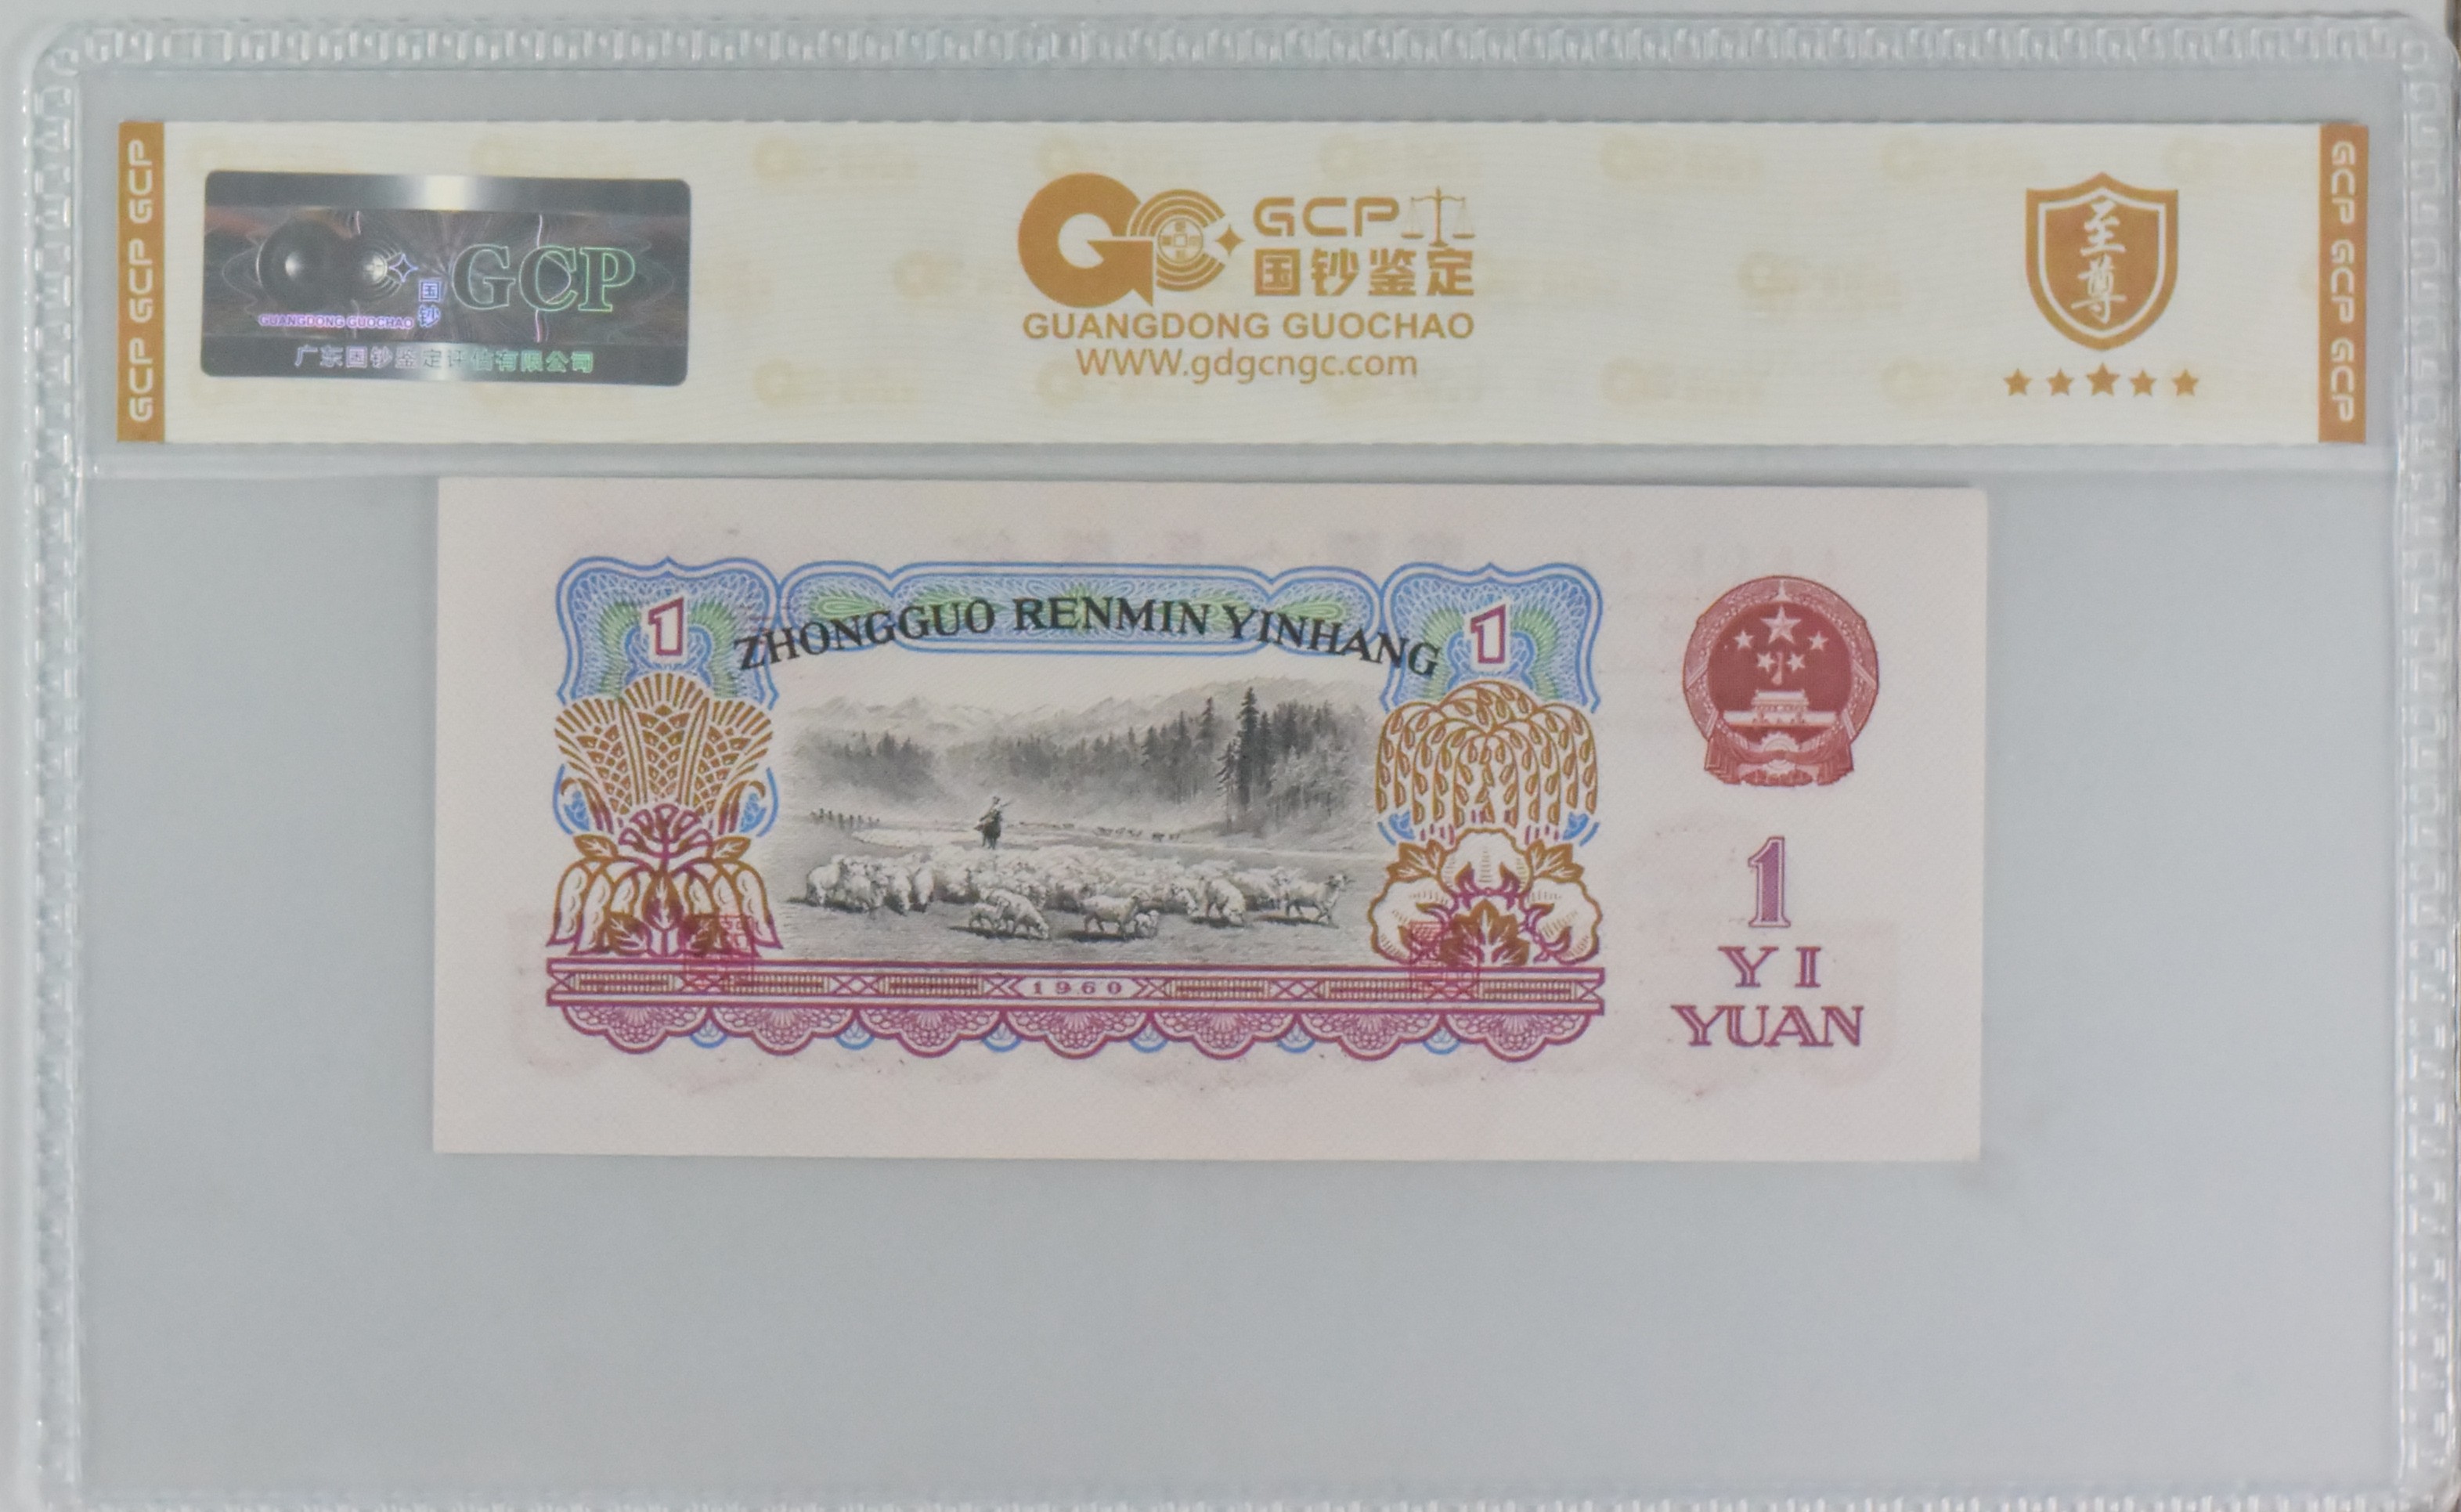 GCP GCP GCP
国钞 GCP
GUANGDONG GUOCHAO
广东国钞鉴定评估有限公司
GCP
国钞鉴定
GUANGDONG GUOCHAO
WWW.gdgcngc.com
至尊
GCP GCP GCP
1
ZHONGGUO RENMIN YINHANG
1
1960
1
YI
YUAN